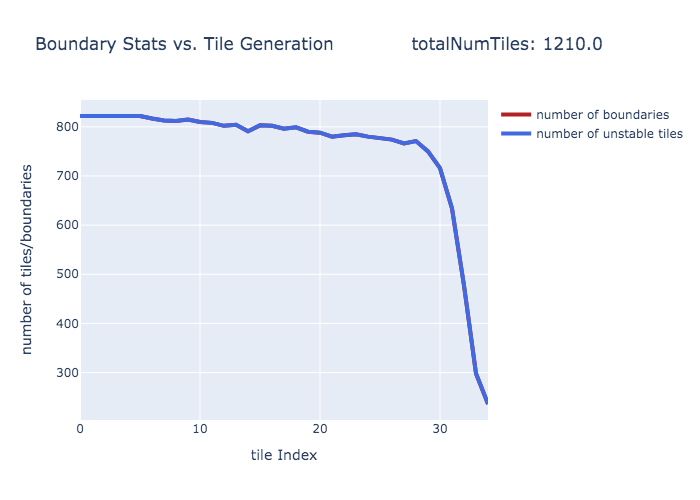 Boundary Stats vs. Tile Generation totalNumTiles: 1210.0
number of boundaries
number of unstable tiles
number of tiles/boundaries
800
700
600
500
400
300
0 10 20 30
tile Index